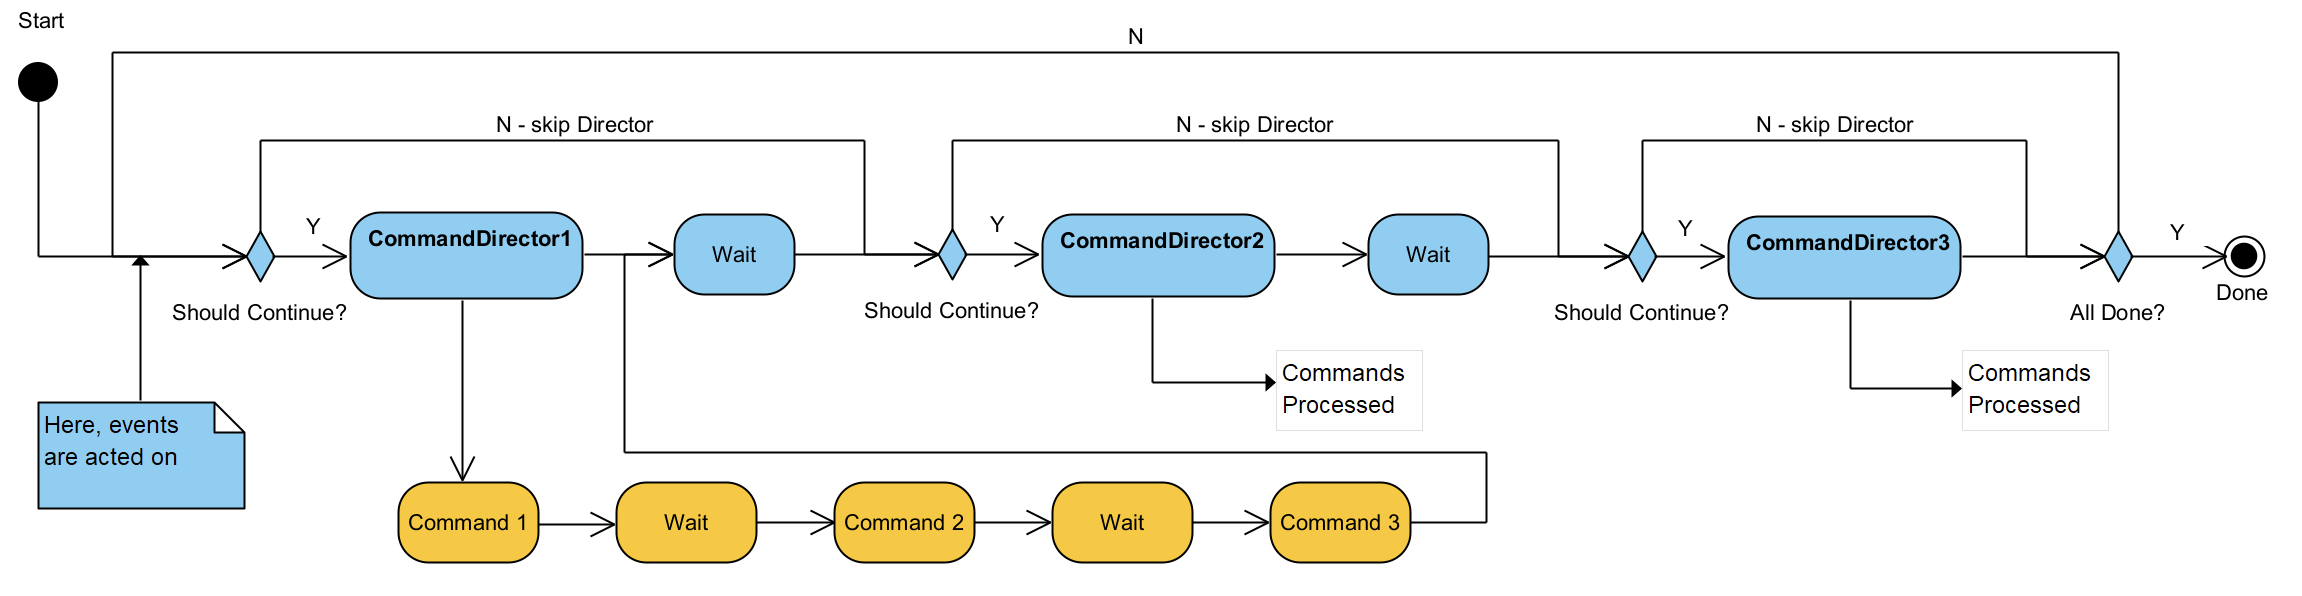 Start
N
N - skip Director
N - skip Director
N - skip Director
Y
CommandDirector1
Wait
Y
CommandDirector2
Wait
Y
CommandDirector3
Y
Should Continue?
Should Continue?
Should Continue?
All Done?
Done
Here, events
are acted on
Commands
Processed
Commands
Processed
Command 1
Wait
Command 2
Wait
Command 3